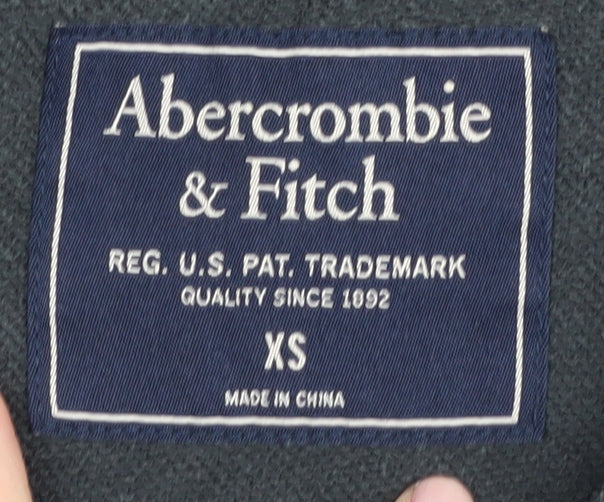 Abercrombie
& Fitch
REG. U.S. PAT. TRADEMARK
QUALITY SINCE 1892
XS
MADE IN CHINA